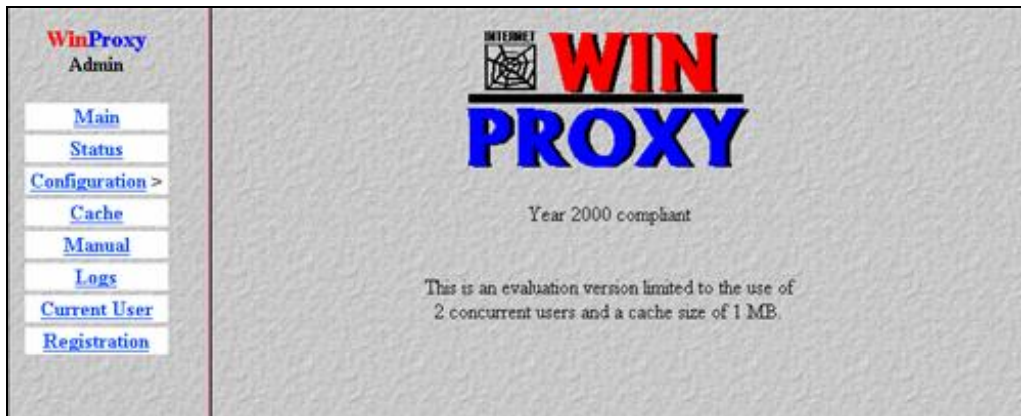 WinProxy
Admin
Main
Status
Configuration >
Cache
Manual
Logs
Current User
Registration
INTERNET
WIN
PROXY
Year 2000 compliant
This is an evaluation version limited to the use of
2 concurrent users and a cache size of 1 MB.